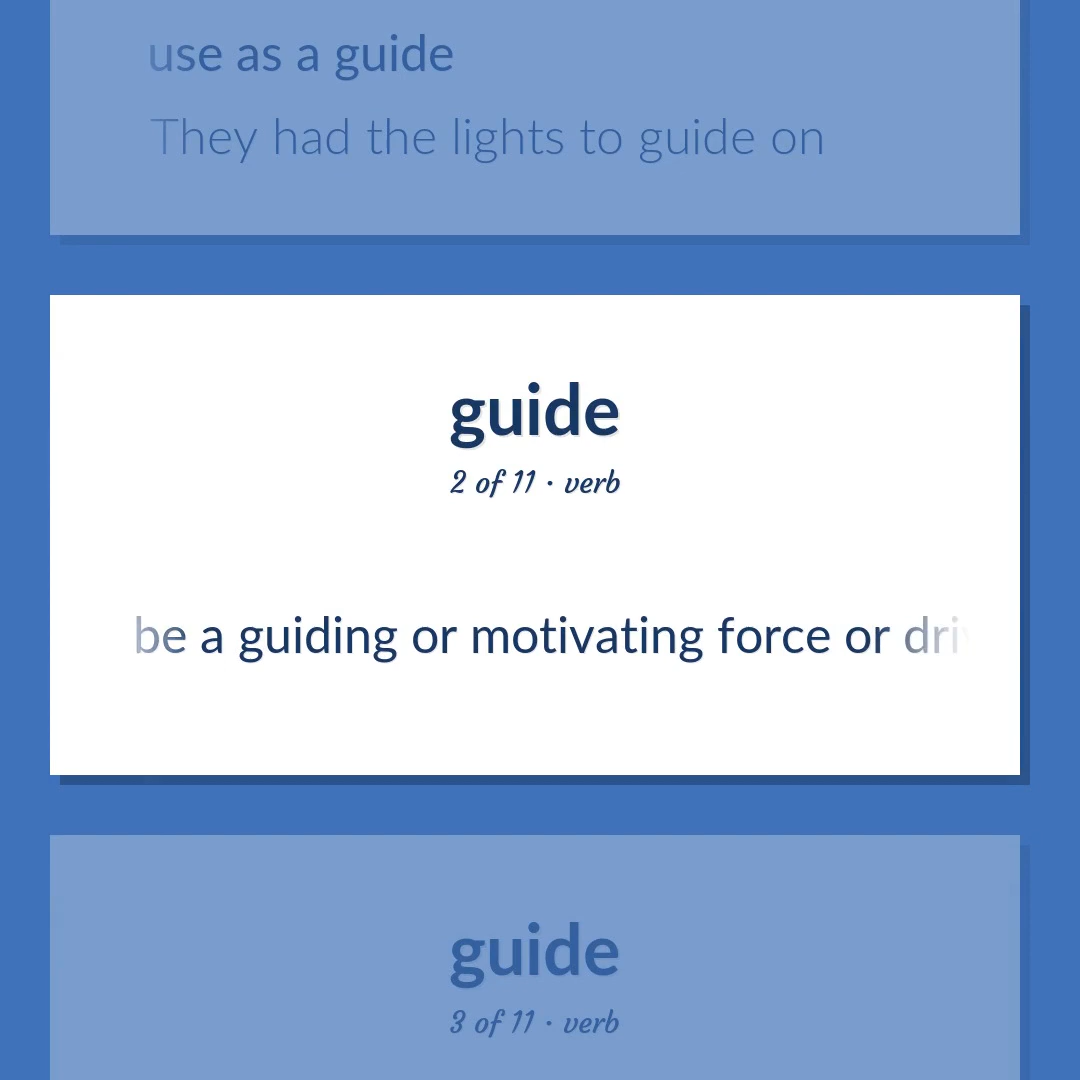 use as a guide
They had the lights to guide on
guide
2 of 11 · verb
be a guiding or motivating force or
guide
3 of 11 · verb